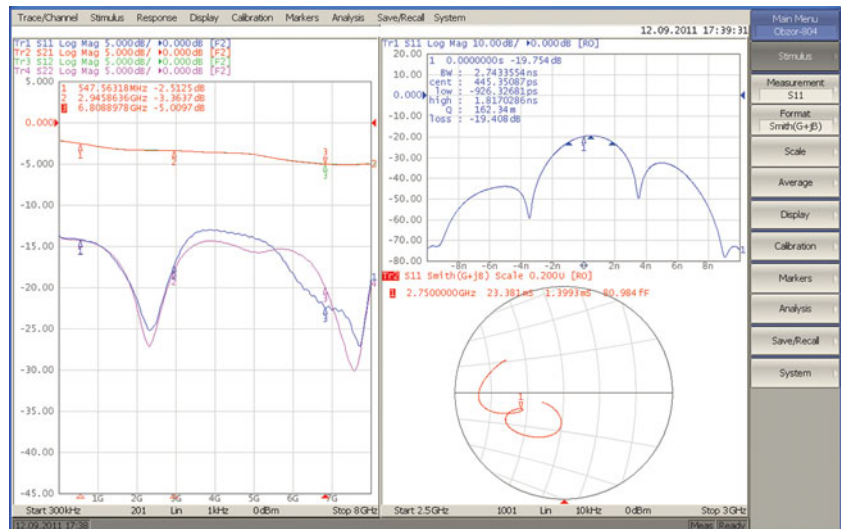 Trace/Channel Stimulus Response Display Calibration Markers Analysis Save/Recall System
12.09.2011 17:39:31
Tr1 S11 Log Mag 5.000dB/ 0.000dB [F2]
Tr2 S21 Log Mag 5.000dB/ 0.000dB [F2]
Tr3 S12 Log Mag 5.000dB/ 0.000dB [F2]
Tr4 S22 Log Mag 5.000dB/ 0.000dB [F2]
5.000
1 547.56318MHz -2.5125dB
2 2.9458636GHz -3.3637dB
3 6.8088978GHz -5.0097dB
0.000
-5.000
-10.00
-15.00
-20.00
-25.00
-30.00
-35.00
-40.00
-45.00
1G 2G 3G 4G 5G 6G 7G
Start 300kHz 201 Lin 1kHz 0dBm Stop 8GHz
Tr1 S11 Log Mag 10.00dB/ 0.000dB [RO]
20.00
10.00
0.000
-10.00
-20.00
-30.00
-40.00
-50.00
-60.00
-70.00
-80.00
1 0.0000000s -19.754dB
BW : 2.7433554ns
cent : 445.35087ps
low : -926.32681ps
high : 1.8170286ns
Q : 162.34m
loss : -19.408dB
-8n -6n -4n -2n 0 2n 4n 6n 8n
Tr2 S11 Smith(G+jB) Scale 0.200U [RO]
1 2.7500000GHz 23.381mS 1.3993mS 80.984fF
Start 2.5GHz 1001 Lin 10kHz 0dBm Stop 3GHz
12.09.2011 17:38
Meas Ready
Main Menu
Obzor-804
Stimulus
Measurement
S11
Format
Smith(G+jB)
Scale
Average
Display
Calibration
Markers
Analysis
Save/Recall
System